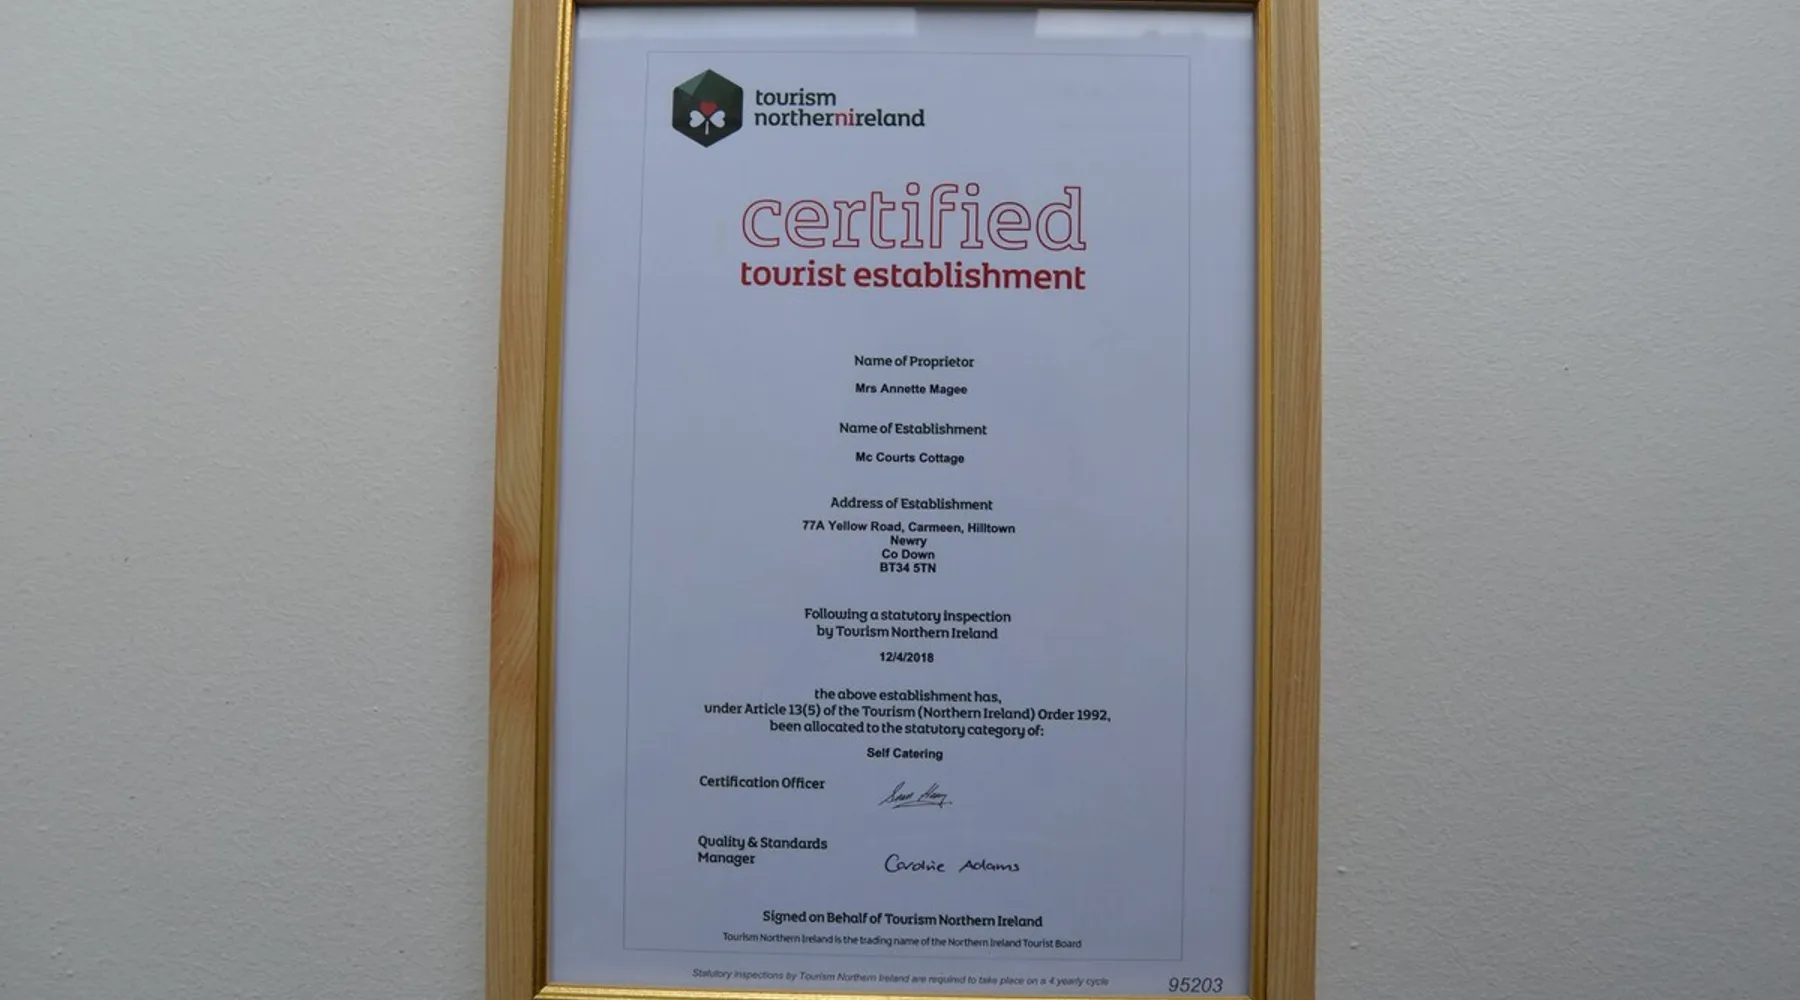 tourism
northernireland
certified
tourist establishment
Name of Proprietor
Mrs Annette Magee
Name of Establishment
Mc Courts Cottage
Address of Establishment
77A Yellow Road, Carmeen, Hilltown
Newry
Co Down
BT34 5TN
Following a statutory inspection
by Tourism Northern Ireland
12/4/2018
the above establishment has,
under Article 13(5) of the Tourism (Northern Ireland) Order 1992,
been allocated to the statutory category of:
Self Catering
Certification Officer
Quality & Standards
Manager
Caroline Adams
Signed on Behalf of Tourism Northern Ireland
Tourism Northern Ireland is the trading name of the Northern Ireland Tourist Board
Statutory inspections by Tourism Northern Ireland are required to take place on a 4 yearly cycle
95203